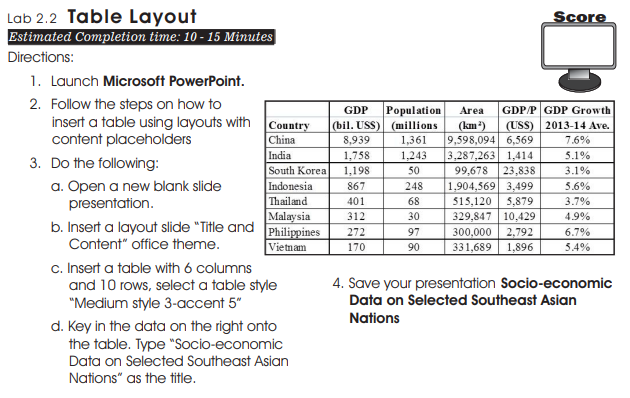 Lab 2.2 Table Layout
Score
Estimated Completion time: 10 - 15 Minutes
Directions:
1. Launch Microsoft PowerPoint.
2. Follow the steps on how to
insert a table using layouts with
content placeholders
3. Do the following:
a. Open a new blank slide
presentation.
b. Insert a layout slide "Title and
Content" office theme.
c. Insert a table with 6 columns
and 10 rows, select a table style
"Medium style 3-accent 5"
d. Key in the data on the right onto
the table. Type "Socio-economic
Data on Selected Southeast Asian
Nations" as the title.
GDP Population Area GDP/P GDP Growth
Country (bil. US$) (millions (km²) (US$) 2013-14 Ave.
China 8,939 1,361 9,598,094 6,569 7.6%
India 1,758 1,243 3,287,263 1,414 5.1%
South Korea 1,198 50 99,678 23,838 3.1%
Indonesia 867 248 1,904,569 3,499 5.6%
Thailand 401 68 515,120 5,879 3.7%
Malaysia 312 30 329,847 10,429 4.9%
Philippines 272 97 300,000 2,792 6.7%
Vietnam 170 90 331,689 1,896 5.4%
4. Save your presentation Socio-economic
Data on Selected Southeast Asian
Nations